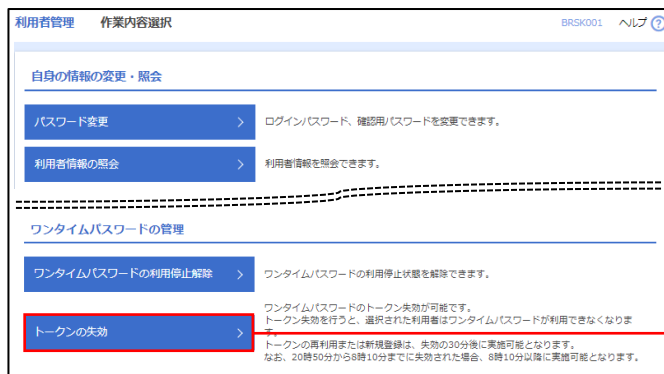 利用者管理 作業内容選択 BRSK001 ヘルプ ?
自身の情報の変更・照会
パスワード変更 ログインパスワード、確認用パスワードを変更できます。
利用者情報の照会 利用者情報を照会できます。
ワンタイムパスワードの管理
ワンタイムパスワードの利用停止解除 ワンタイムパスワードの利用停止状態を解除できます。
ワンタイムパスワードのトークン失効が可能です。
トークン失効を行うと、選択された利用者はワンタイムパスワードが利用できなくなりま
トークンの失効 す。
トークンの再利用または新規登録は、失効の30分後に実施可能となります。
なお、20時50分から8時10分までに失効された場合、8時10分以降に実施可能となります。